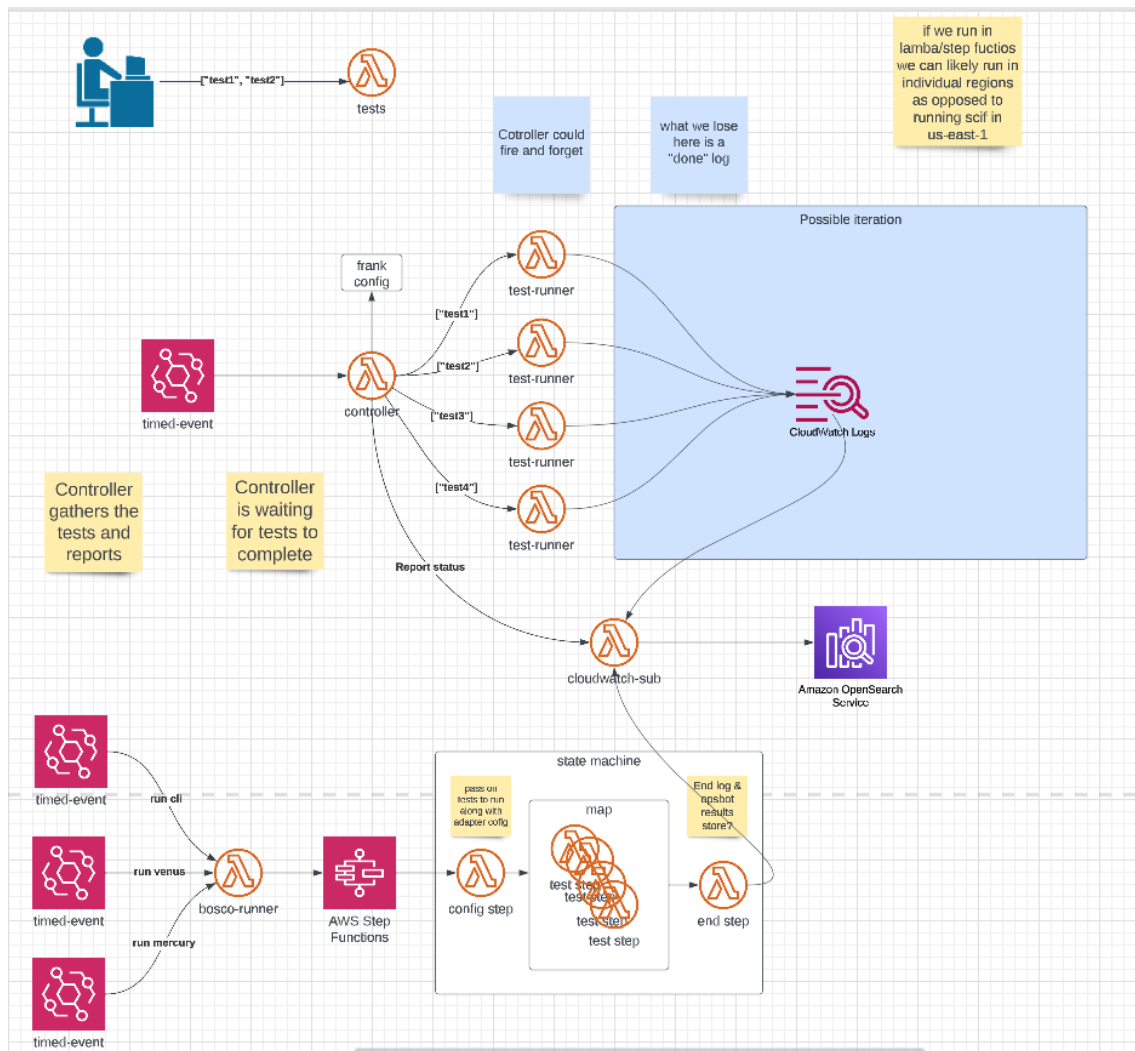 ["test1", "test2"]
tests
if we run in
lamba/step fuctios
we can likely run in
individual regions
as opposed to
running scif in
us-east-1
Cotroller could
fire and forget
what we lose
here is a
"done" log
Possible iteration
frank
config
test-runner
["test1"]
["test2"]
test-runner
timed-event
controller
["test3"]
test-runner
CloudWatch Logs
["test4"]
test-runner
Controller
gathers the
tests and
reports
Controller
is waiting
for tests to
complete
Report status
cloudwatch-sub
Amazon OpenSearch
Service
timed-event
run cli
run venus
timed-event
run mercury
timed-event
bosco-runner
AWS Step
Functions
state machine
pass on
tests to run
along with
adapter cofig
config step
map
test step
test step
test step
test step
End log &
opsbot
results
store?
end step